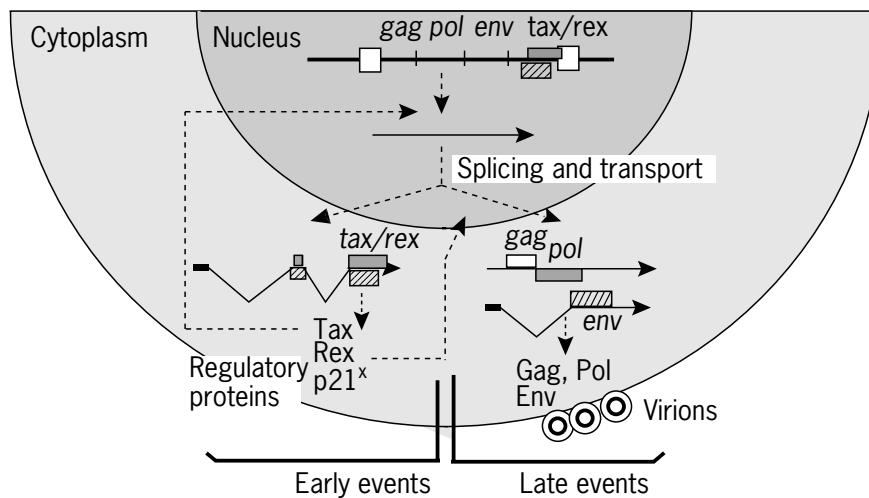 Cytoplasm
Nucleus
gag pol env tax/rex
Splicing and transport
tax/rex
gag
pol
env
Tax
Rex
p21ˣ
Regulatory
proteins
Gag, Pol
Env
Virions
Early events
Late events